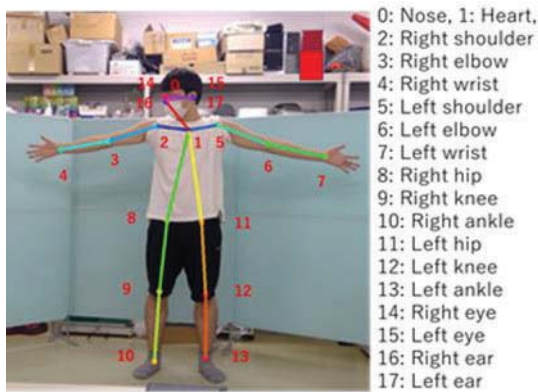 0: Nose, 1: Heart,
2: Right shoulder
3: Right elbow
4: Right wrist
5: Left shoulder
6: Left elbow
7: Left wrist
8: Right hip
9: Right knee
10: Right ankle
11: Left hip
12: Left knee
13: Left ankle
14: Right eye
15: Left eye
16: Right ear
17: Left ear
14 0 15
16 17
2 1 5
4 3 6 7
8 11
9 12
10 13